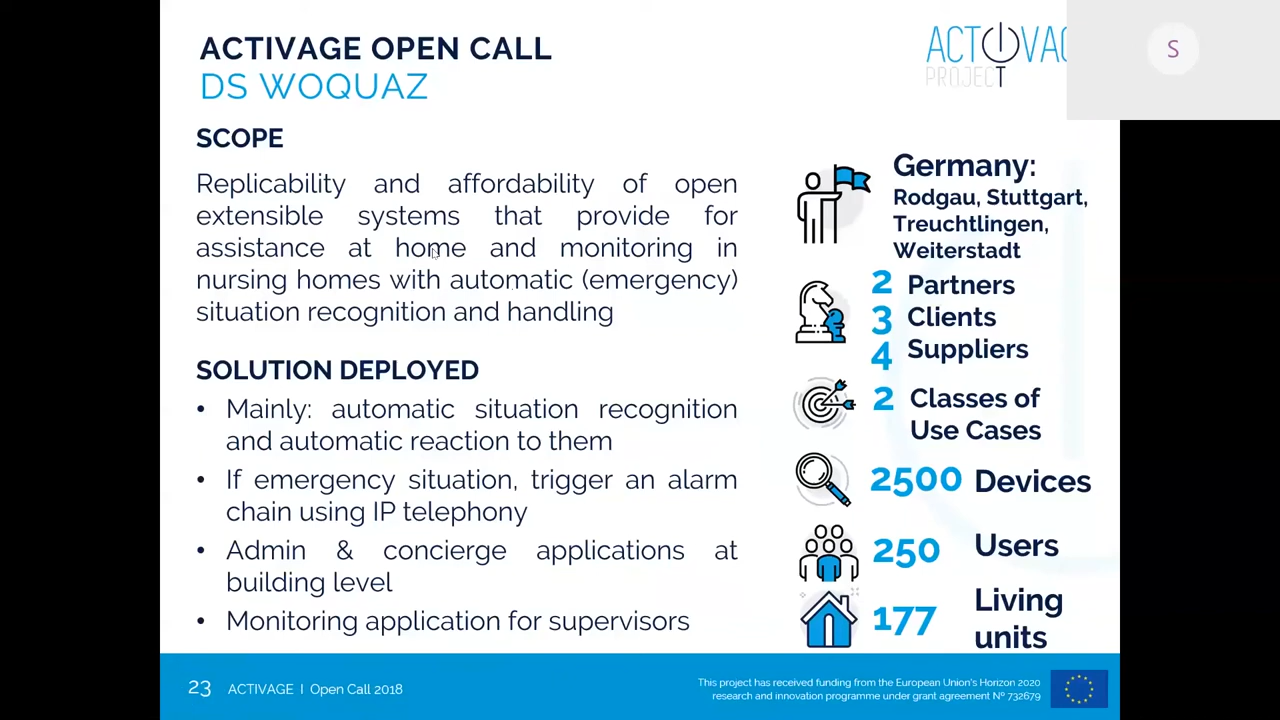 ACTIVAGE OPEN CALL
DS WOQUAZ
SCOPE
Replicability and affordability of open
extensible systems that provide for
assistance at home and monitoring in
nursing homes with automatic (emergency)
situation recognition and handling
SOLUTION DEPLOYED
• Mainly: automatic situation recognition
and automatic reaction to them
• If emergency situation, trigger an alarm
chain using IP telephony
• Admin & concierge applications at
building level
• Monitoring application for supervisors
PROJECT
S
Germany:
Rodgau, Stuttgart,
Treuchtlingen,
Weiterstadt
2 Partners
3 Clients
4 Suppliers
2 Classes of
Use Cases
2500 Devices
250 Users
177 Living
units
23 ACTIVAGE I Open Call 2018
This project has received funding from the European Union's Horizon 2020
research and innovation programme under grant agreement Nº 732679